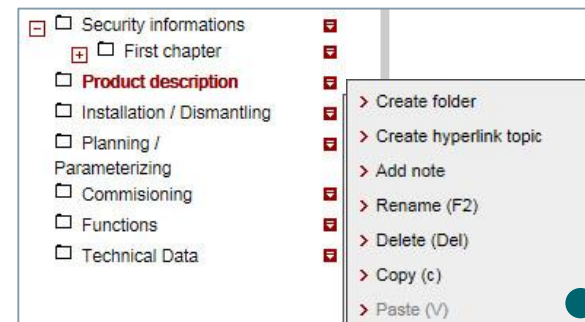 Security informations
First chapter
Product description
Installation / Dismantling
Planning /
Parameterizing
Commisioning
Functions
Technical Data
> Create folder
> Create hyperlink topic
> Add note
> Rename (F2)
> Delete (Del)
> Copy (c)
> Paste (V)